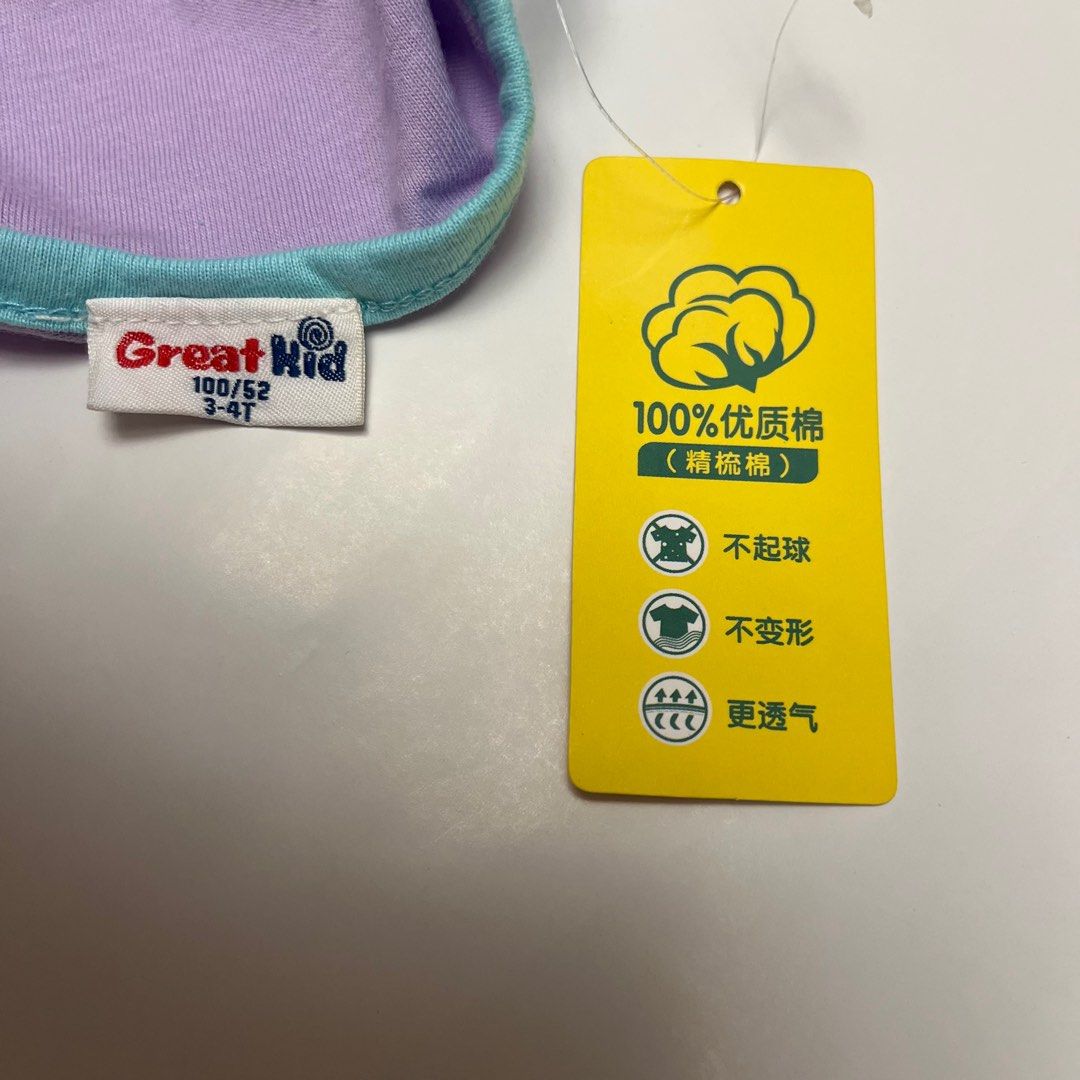 Great Kid
100/52
3-4T
100%优质棉
(精梳棉)
不起球
不变形
更透气